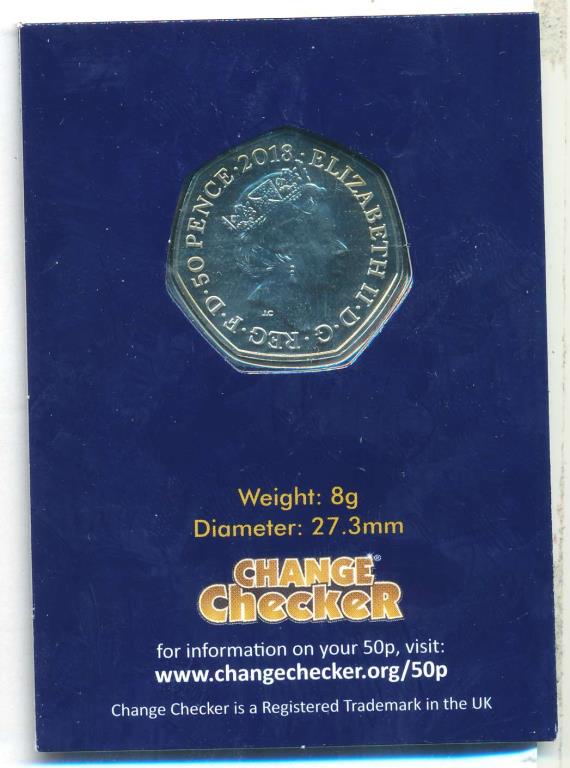 ELIZABETH II · D · G · REG · F · D · 50 PENCE · 2018 ·
JC
Weight: 8g
Diameter: 27.3mm
CHANGE®
CheckeR
for information on your 50p, visit:
www.changechecker.org/50p
Change Checker is a Registered Trademark in the UK